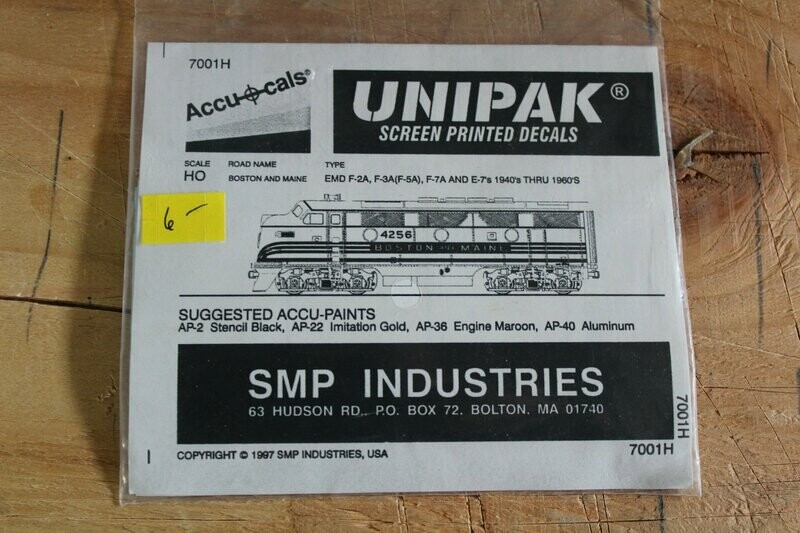 7001H
Accu-cals®
UNIPAK®
SCREEN PRINTED DECALS
SCALE ROAD NAME TYPE
HO BOSTON AND MAINE EMD F-2A, F-3A(F-5A), F-7A AND E-7's 1940's THRU 1960'S
6 —
4256
BOSTON AND MAINE
SUGGESTED ACCU-PAINTS
AP-2 Stencil Black, AP-22 Imitation Gold, AP-36 Engine Maroon, AP-40 Aluminum
SMP INDUSTRIES
63 HUDSON RD., P.O. BOX 72, BOLTON, MA 01740
7001H
COPYRIGHT © 1997 SMP INDUSTRIES, USA
7001H